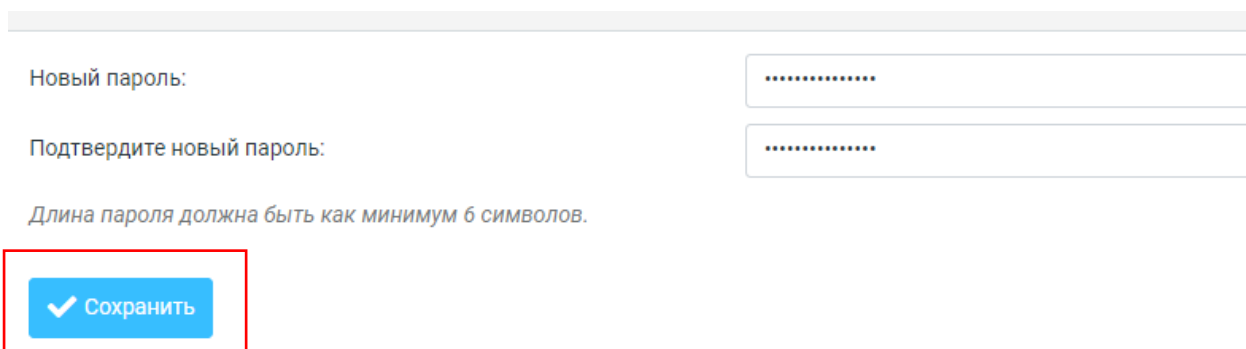 Новый пароль:
•••••••••••••••
Подтвердите новый пароль:
•••••••••••••••
Длина пароля должна быть как минимум 6 символов.
Сохранить